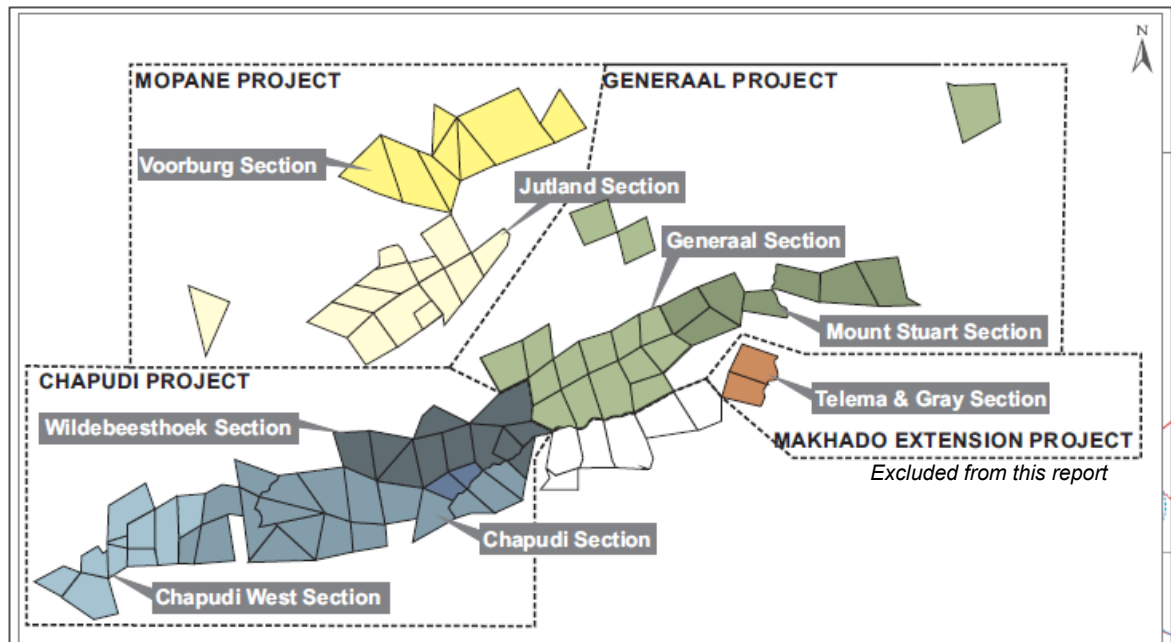 N
MOPANE PROJECT
GENERAAL PROJECT
Voorburg Section
Jutland Section
Generaal Section
Mount Stuart Section
CHAPUDI PROJECT
Telema & Gray Section
Wildebeesthoek Section
MAKHADO EXTENSION PROJECT
Excluded from this report
Chapudi Section
Chapudi West Section